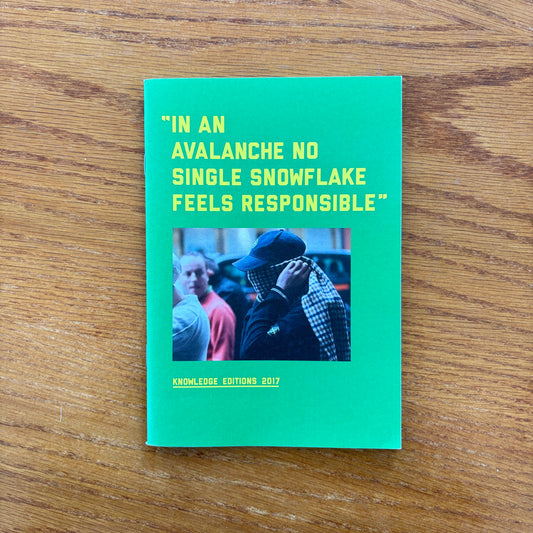 "IN AN
AVALANCHE NO
SINGLE SNOWFLAKE
FEELS RESPONSIBLE"
KNOWLEDGE EDITIONS 2017